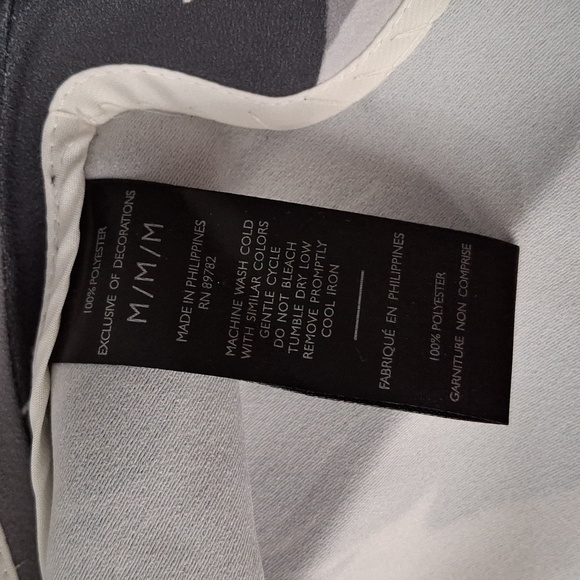 100% POLYESTER
EXCLUSIVE OF DECORATIONS
M/M/M
MADE IN PHILIPPINES
RN 89782
MACHINE WASH COLD
WITH SIMILAR COLORS
GENTLE CYCLE
DO NOT BLEACH
TUMBLE DRY LOW
REMOVE PROMPTLY
COOL IRON
FABRIQUÉ EN PHILIPPINES
100% POLYESTER
GARNITURE NON COMPRISE